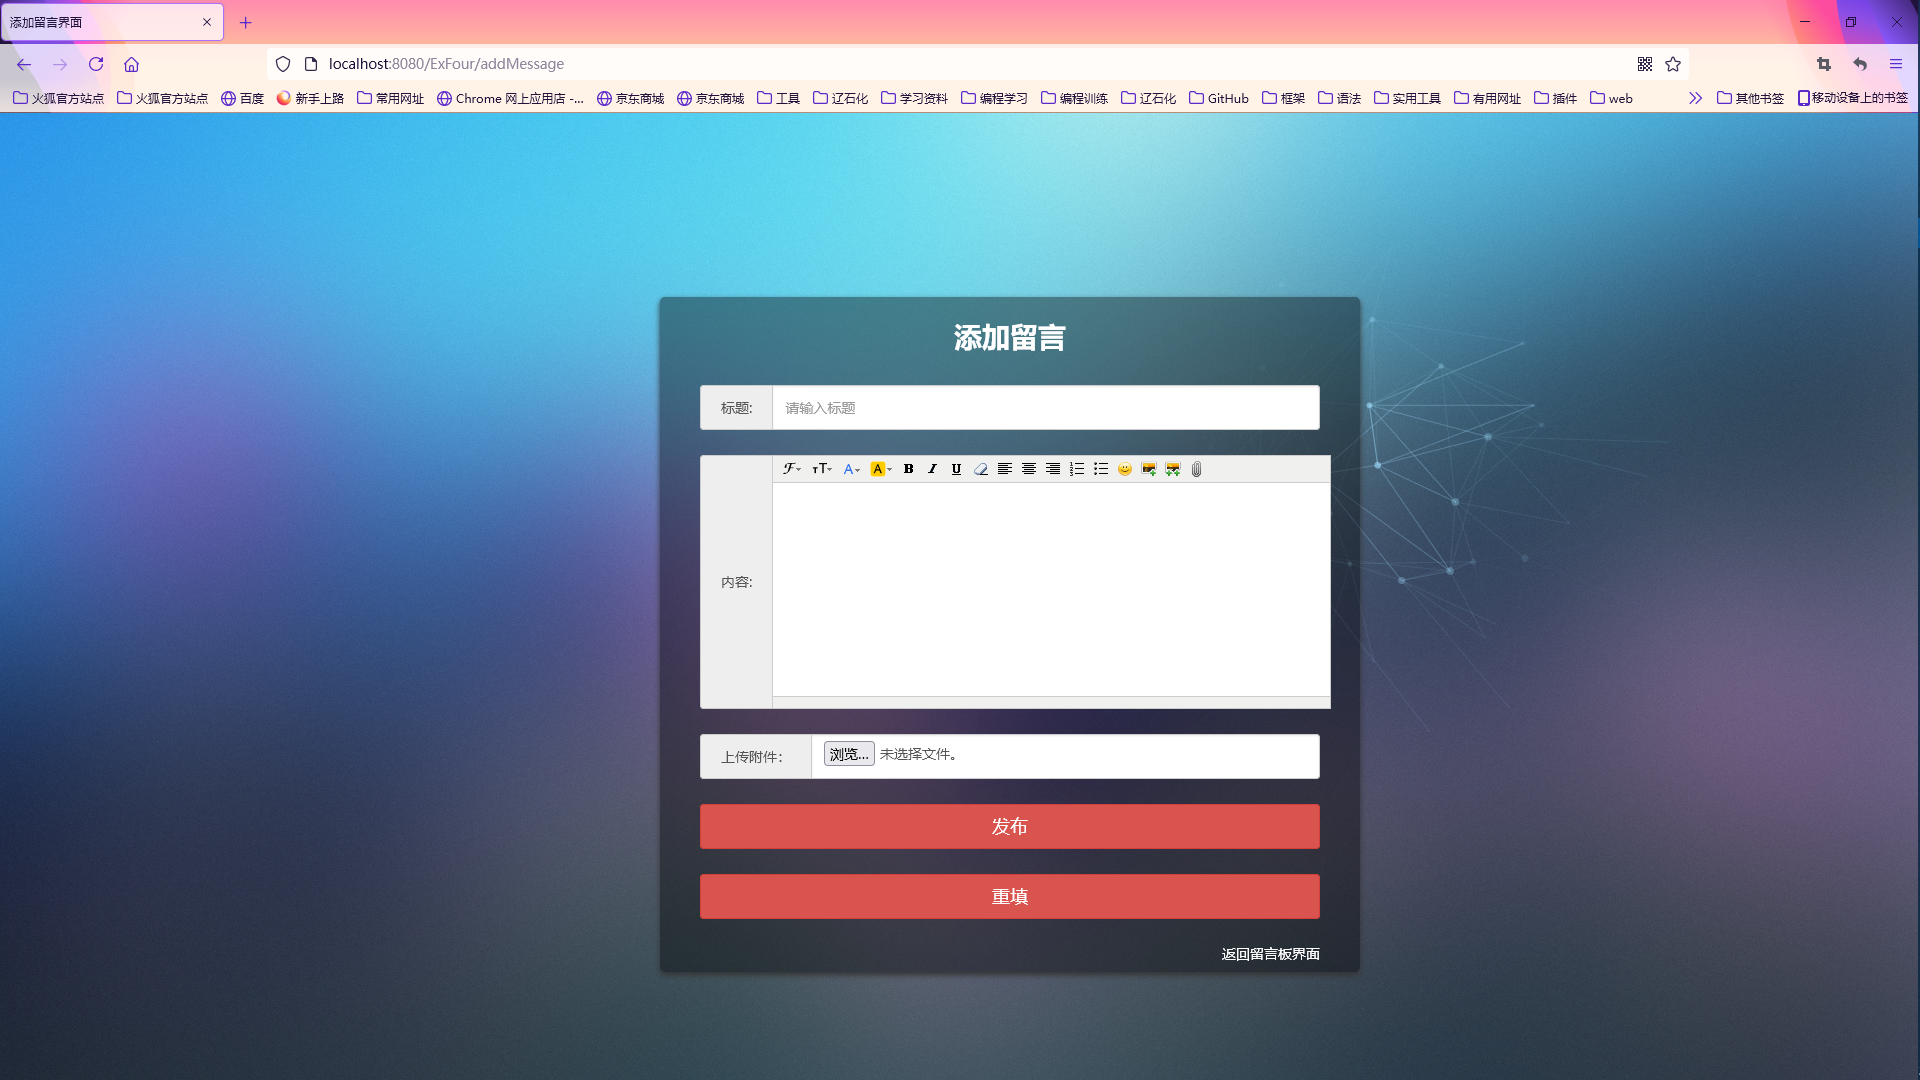 添加留言界面
localhost:8080/ExFour/addMessage
火狐官方站点 火狐官方站点 百度 新手上路 常用网址 Chrome 网上应用店 -... 京东商城 京东商城 工具 辽石化 学习资料 编程学习 编程训练 辽石化 GitHub 框架 语法 实用工具 有用网址 插件 web 其他书签 移动设备上的书签
添加留言
标题: 请输入标题
内容:
上传附件: 浏览... 未选择文件。
发布
重填
返回留言板界面